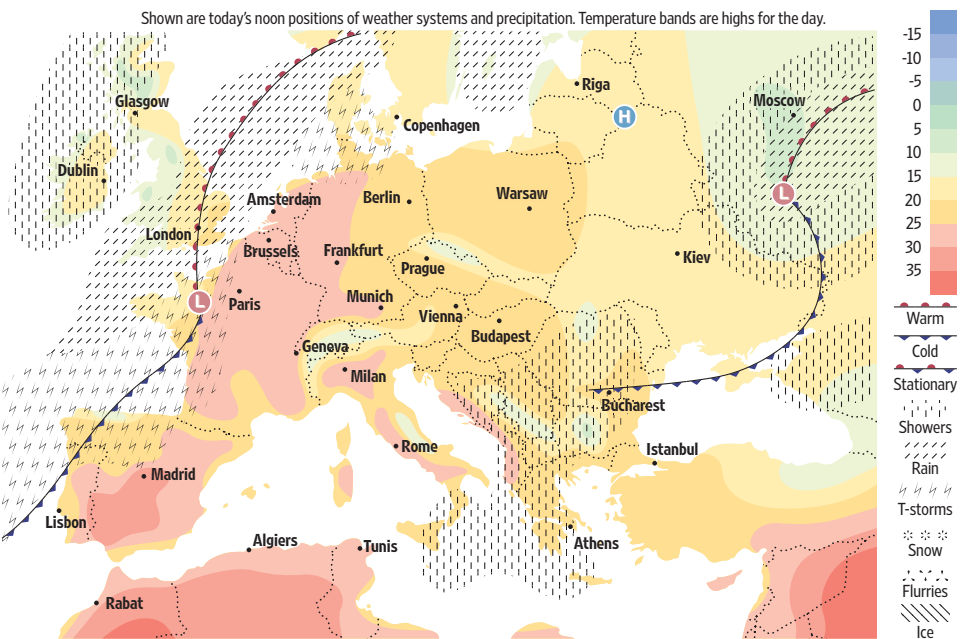 Shown are today's noon positions of weather systems and precipitation. Temperature bands are highs for the day.
-15
-10
-5
0
5
10
15
20
25
30
35
Warm
Cold
Stationary
Showers
Rain
T-storms
Snow
Flurries
Ice
Riga
H
Moscow
Glasgow
Copenhagen
Dublin
Amsterdam
Berlin
Warsaw
L
London
Brussels
Frankfurt
Prague
Kiev
L
Paris
Munich
Vienna
Budapest
Geneva
Milan
Bucharest
Rome
Istanbul
Madrid
Lisbon
Algiers
Tunis
Athens
Rabat